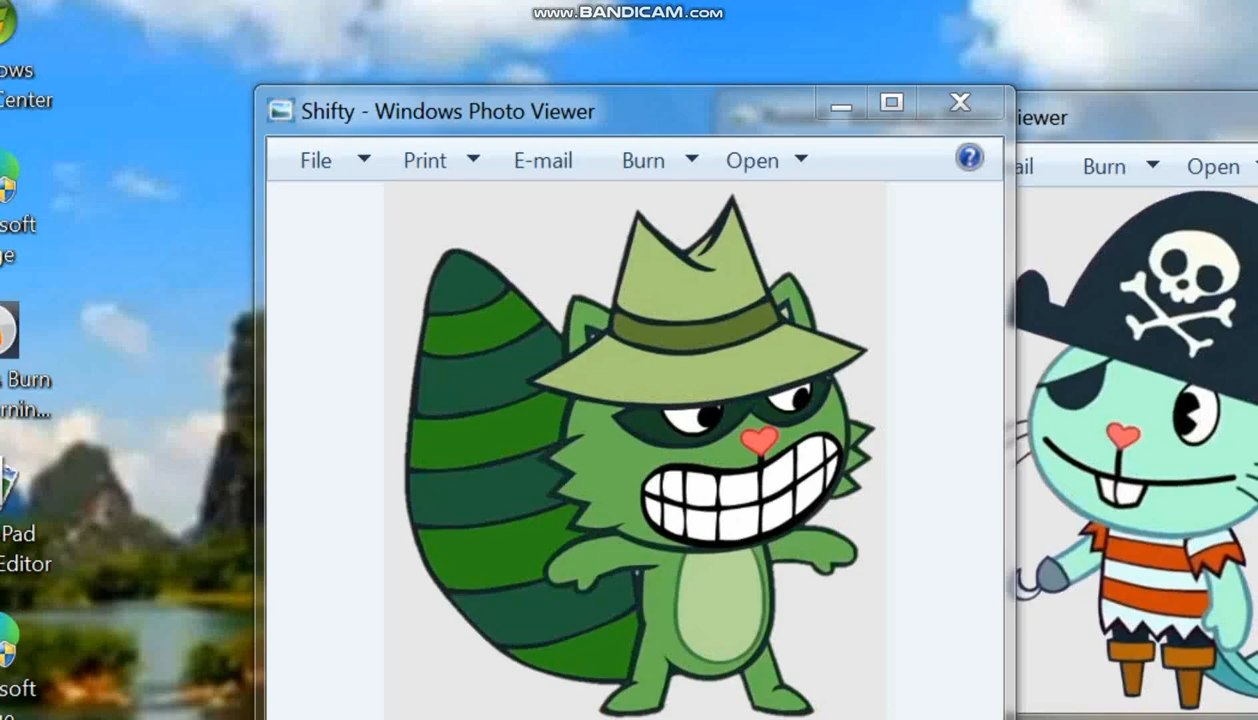 www.BANDICAM.com
ows
Center
Shifty - Windows Photo Viewer
iewer
File Print E-mail Burn Open
ail Burn Open
soft
ge
Burn
rnin...
Pad
Editor
soft